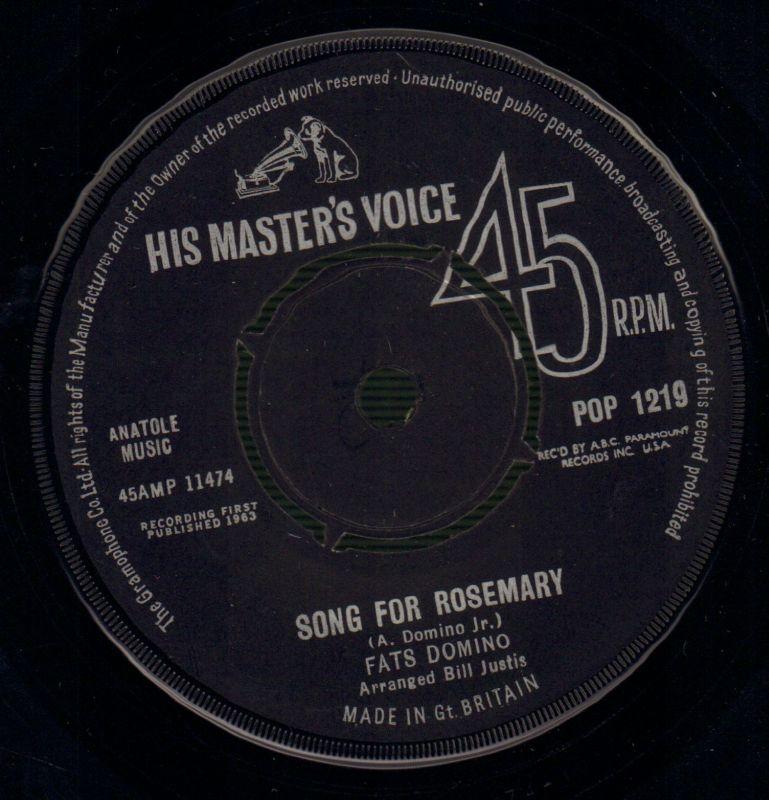 The Gramophone Co. Ltd·All rights of the Manufacturer and of the Owner of the recorded work reserved · Unauthorised public performance broadcasting and copying of this record prohibited
HIS MASTER'S VOICE
45
R.P.M.
POP 1219
REC'D BY A.B.C. PARAMOUNT
RECORDS INC. U.S.A.
ANATOLE
MUSIC
45AMP 11474
RECORDING FIRST
PUBLISHED 1963
SONG FOR ROSEMARY
(A. Domino Jr.)
FATS DOMINO
Arranged Bill Justis
MADE IN Gt. BRITAIN